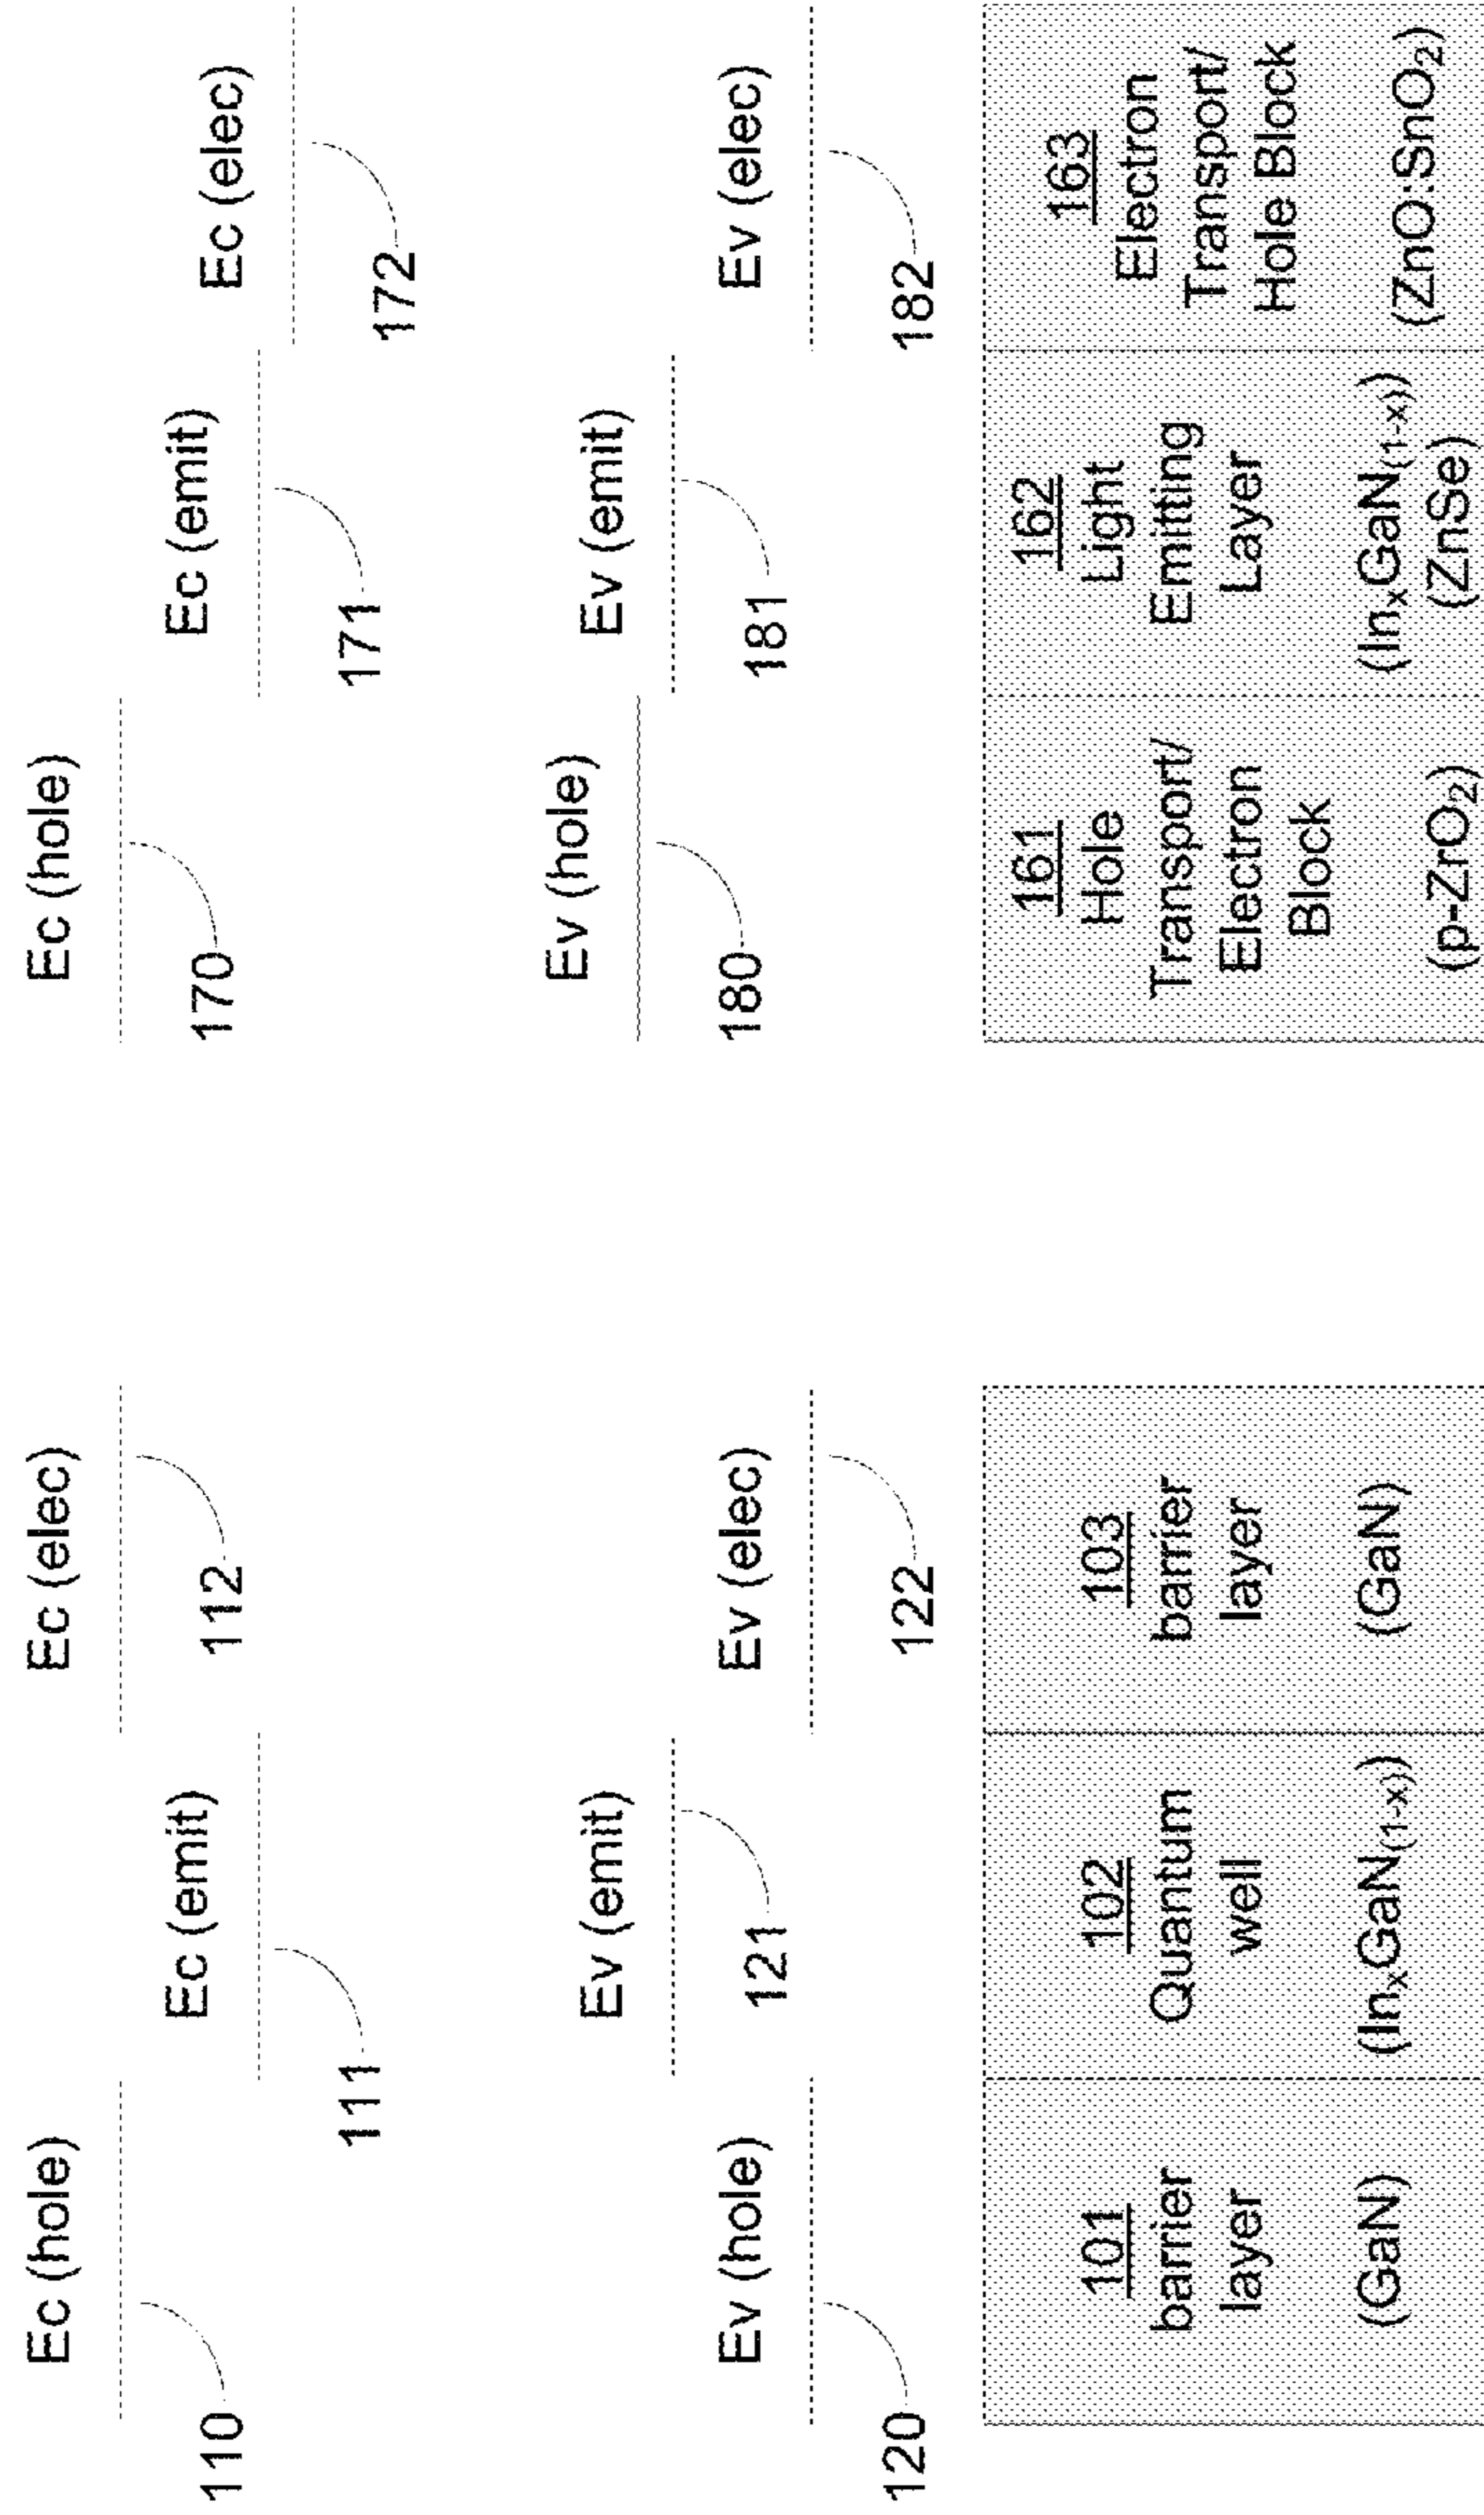 Ec (hole)
110
Ec (emit)
111
Ec (elec)
112
Ev (hole)
120
Ev (emit)
121
Ev (elec)
122
101
barrier
layer
(GaN)
102
Quantum
well
(InₓGaN₍₁₋ₓ₎)
103
barrier
layer
(GaN)
Ec (hole)
170
Ec (emit)
171
Ec (elec)
172
Ev (hole)
180
Ev (emit)
181
Ev (elec)
182
161
Hole
Transport/
Electron
Block
(p-ZrO₂)
162
Light
Emitting
Layer
(InₓGaN₍₁₋ₓ₎)
(ZnSe)
163
Electron
Transport/
Hole Block
(ZnO:SnO₂)